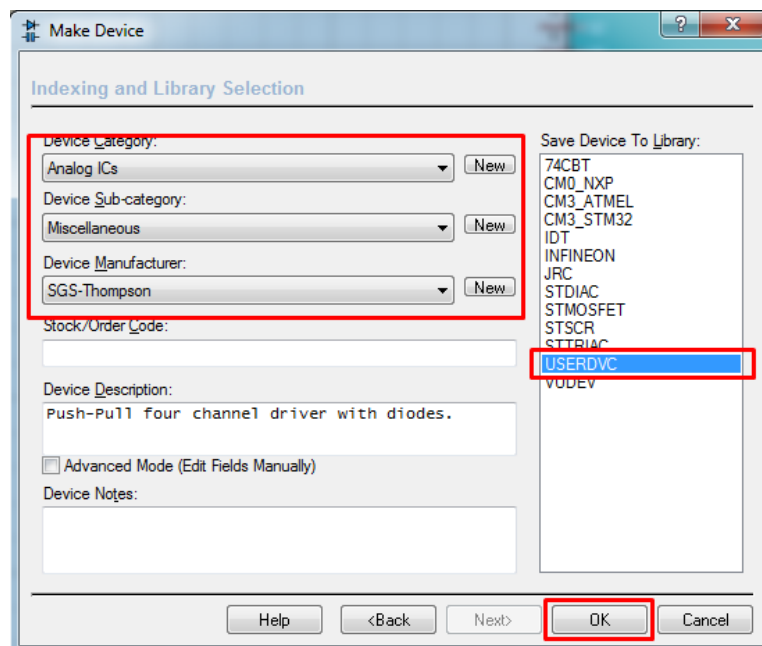 Make Device
Indexing and Library Selection
Device Category:
Analog ICs
New
Device Sub-category:
Miscellaneous
New
Device Manufacturer:
SGS-Thompson
New
Stock/Order Code:
Device Description:
Push-Pull four channel driver with diodes.
Advanced Mode (Edit Fields Manually)
Device Notes:
Save Device To Library:
74CBT
CM0_NXP
CM3_ATMEL
CM3_STM32
IDT
INFINEON
JRC
STDIAC
STMOSFET
STSCR
STTRIAC
USERDVC
VUDEV
Help
<Back
Next>
OK
Cancel